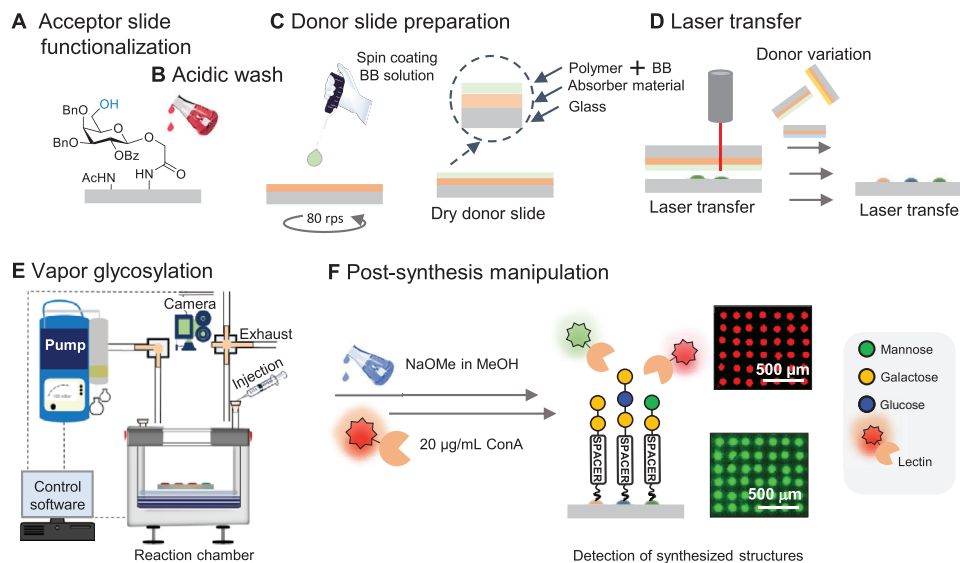 A Acceptor slide
functionalization
B Acidic wash
OH
BnO
BnO
O
O
OBz
AcHN
HN
O
C Donor slide preparation
Spin coating
BB solution
Polymer + BB
Absorber material
Glass
80 rps
Dry donor slide
D Laser transfer
Donor variation
Laser transfer
Laser transfe
E Vapor glycosylation
Camera
Exhaust
Pump
Injection
Control
software
Reaction chamber
F Post-synthesis manipulation
NaOMe in MeOH
20 µg/mL ConA
SPACER
SPACER
SPACER
500 µm
500 µm
Detection of synthesized structures
Mannose
Galactose
Glucose
Lectin